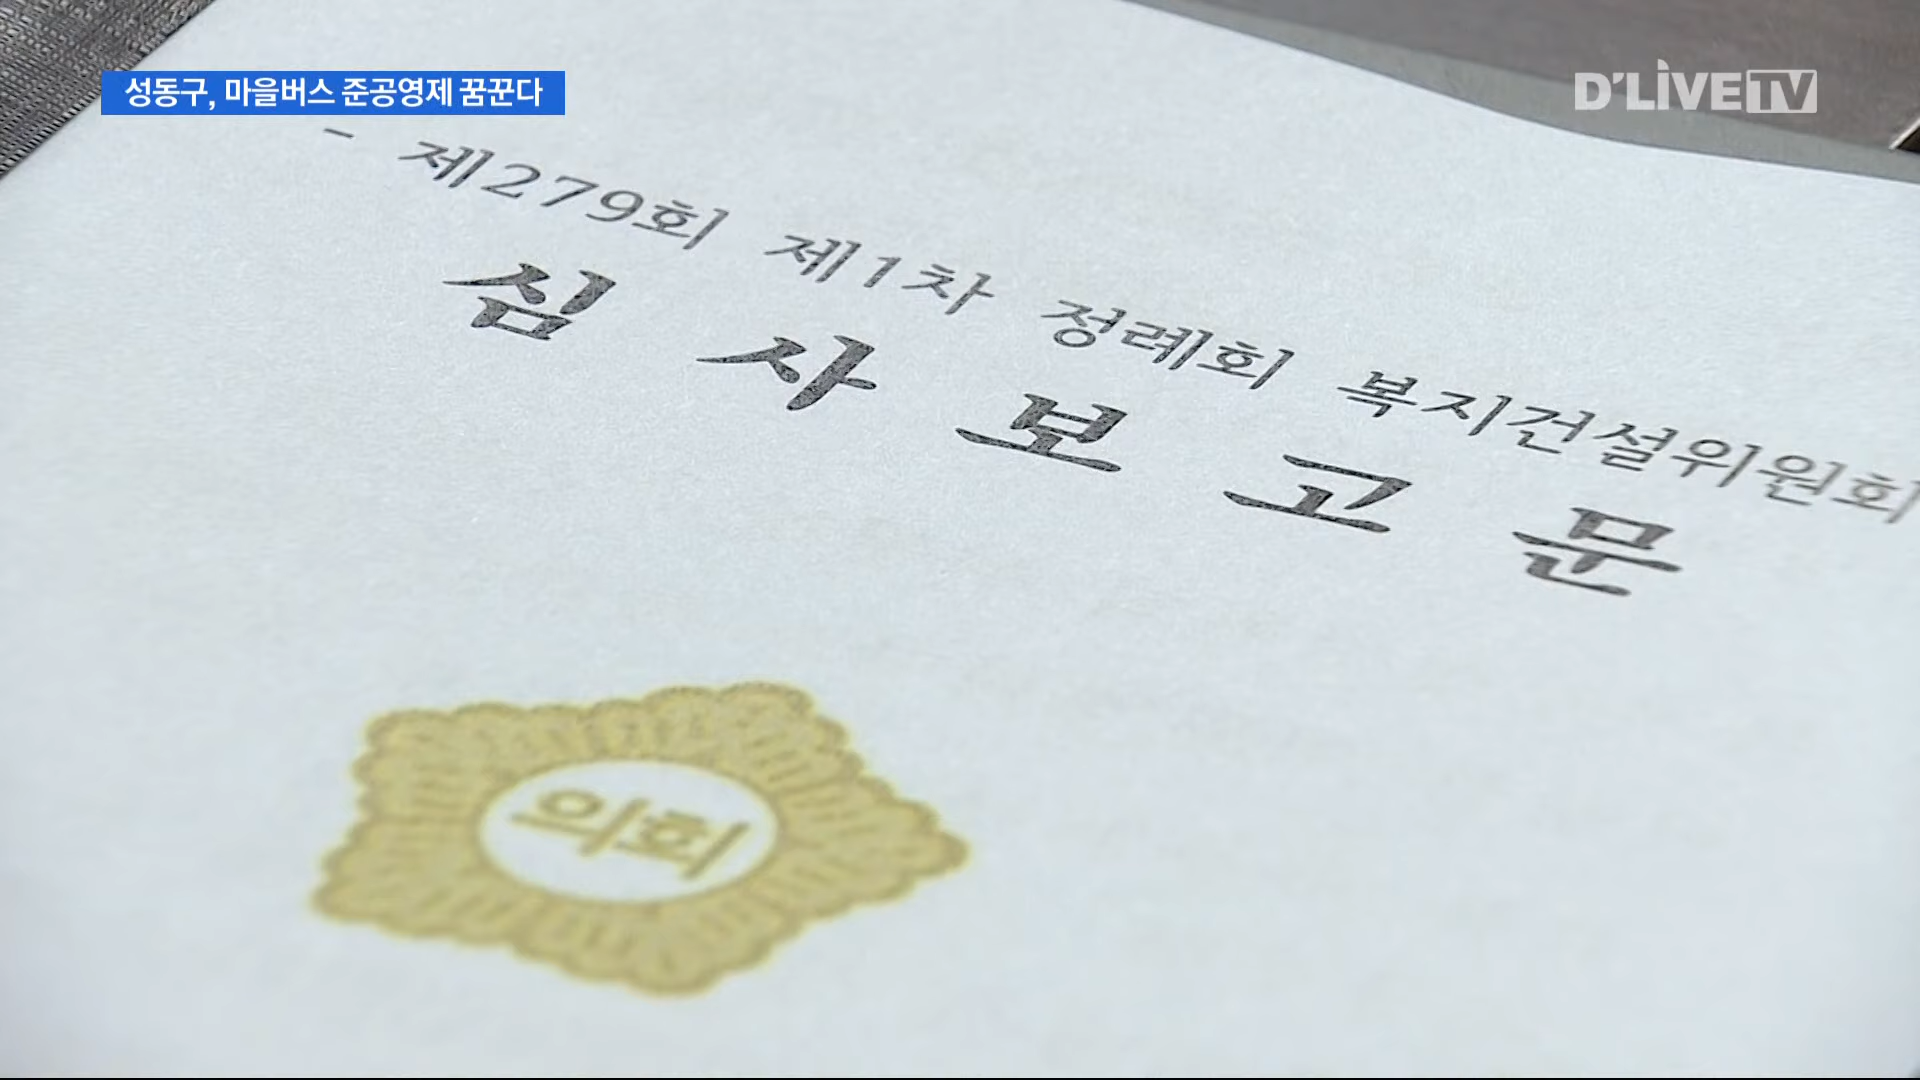 성동구, 마을버스 준공영제 꿈꾼다
D'LIVE TV
- 제279회 제1차 정례회 복지건설위원회
심사보고문
의회